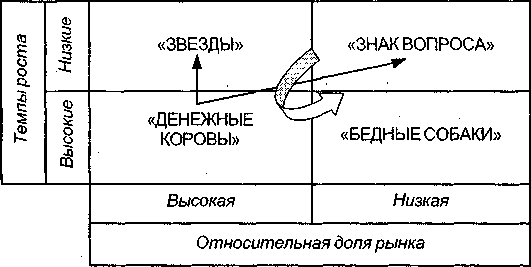 Темпы роста
Низкие
«ЗВЕЗДЫ»
«ЗНАК ВОПРОСА»
Высокие
«ДЕНЕЖНЫЕ
КОРОВЫ»
«БЕДНЫЕ СОБАКИ»
Высокая
Низкая
Относительная доля рынка